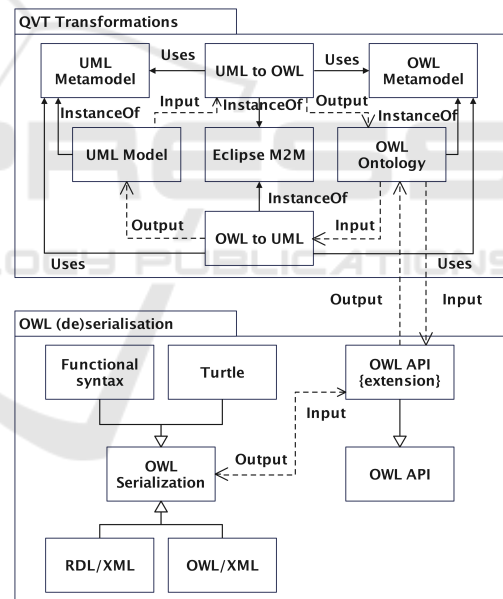 QVT Transformations
UML
Metamodel
Uses
UML to OWL
Uses
OWL
Metamodel
Input
InstanceOf
Output
InstanceOf
InstanceOf
UML Model
Eclipse M2M
OWL
Ontology
InstanceOf
Output
OWL to UML
Input
Uses
Uses
LOGY PUBLICATIONS
Output
Input
OWL (de)serialisation
Functional
syntax
Turtle
OWL API
{extension}
Input
OWL
Serialization
Output
OWL API
RDL/XML
OWL/XML